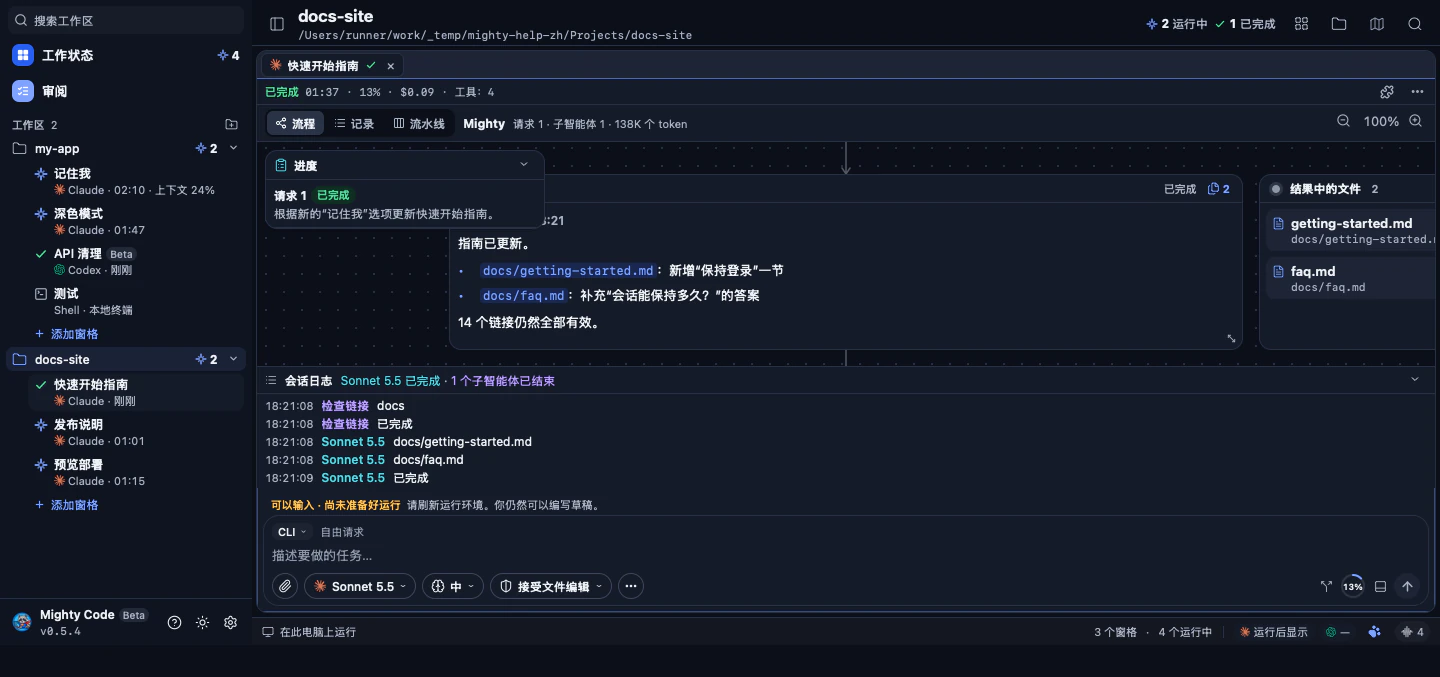 搜索工作区
工作状态
4
审阅
工作区 2
my-app
2
记住我
Claude · 02:10 · 上下文 24%
深色模式
Claude · 01:47
API 清理 Beta
Codex · 刚刚
测试
Shell · 本地终端
+ 添加窗格
docs-site
2
快速开始指南
Claude · 刚刚
发布说明
Claude · 01:01
预览部署
Claude · 01:15
+ 添加窗格
Mighty Code Beta
v0.5.4
docs-site
/Users/runner/work/_temp/mighty-help-zh/Projects/docs-site
2 运行中 1 已完成
快速开始指南
已完成 01:37 · 13% · $0.09 · 工具: 4
流程 记录 流水线 Mighty 请求 1 · 子智能体 1 · 138K 个 token
100%
进度
请求 1 已完成
根据新的“记住我”选项更新快速开始指南。
已完成 2
:21
指南已更新。
• docs/getting-started.md: 新增“保持登录”一节
• docs/faq.md: 补充“会话能保持多久？”的答案
14 个链接仍然全部有效。
结果中的文件 2
getting-started.md
docs/getting-started.
faq.md
docs/faq.md
会话日志 Sonnet 5.5 已完成 · 1 个子智能体已结束
18:21:08 检查链接 docs
18:21:08 检查链接 已完成
18:21:08 Sonnet 5.5 docs/getting-started.md
18:21:08 Sonnet 5.5 docs/faq.md
18:21:09 Sonnet 5.5 已完成
可以输入 · 尚未准备好运行 请刷新运行环境。你仍然可以编写草稿。
CLI 自由请求
描述要做的任务...
Sonnet 5.5 中 接受文件编辑
13%
在此电脑上运行
3 个窗格 · 4 个运行中
运行后显示
—
4